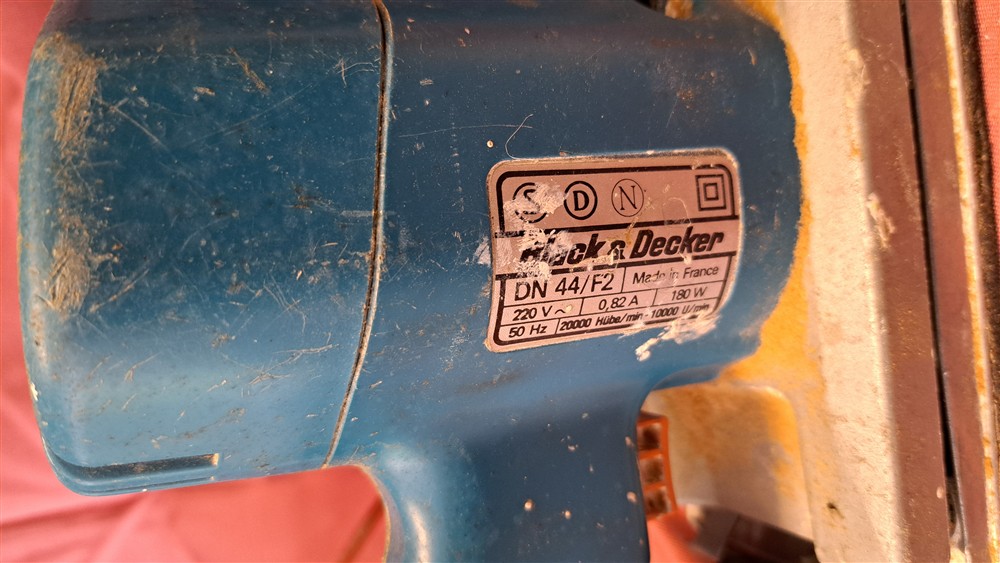 S D N
Black & Decker
DN 44/F2 Made in France
220 V~ 0,82 A 180 W
50 Hz 20000 Hübe/min - 10000 U/min